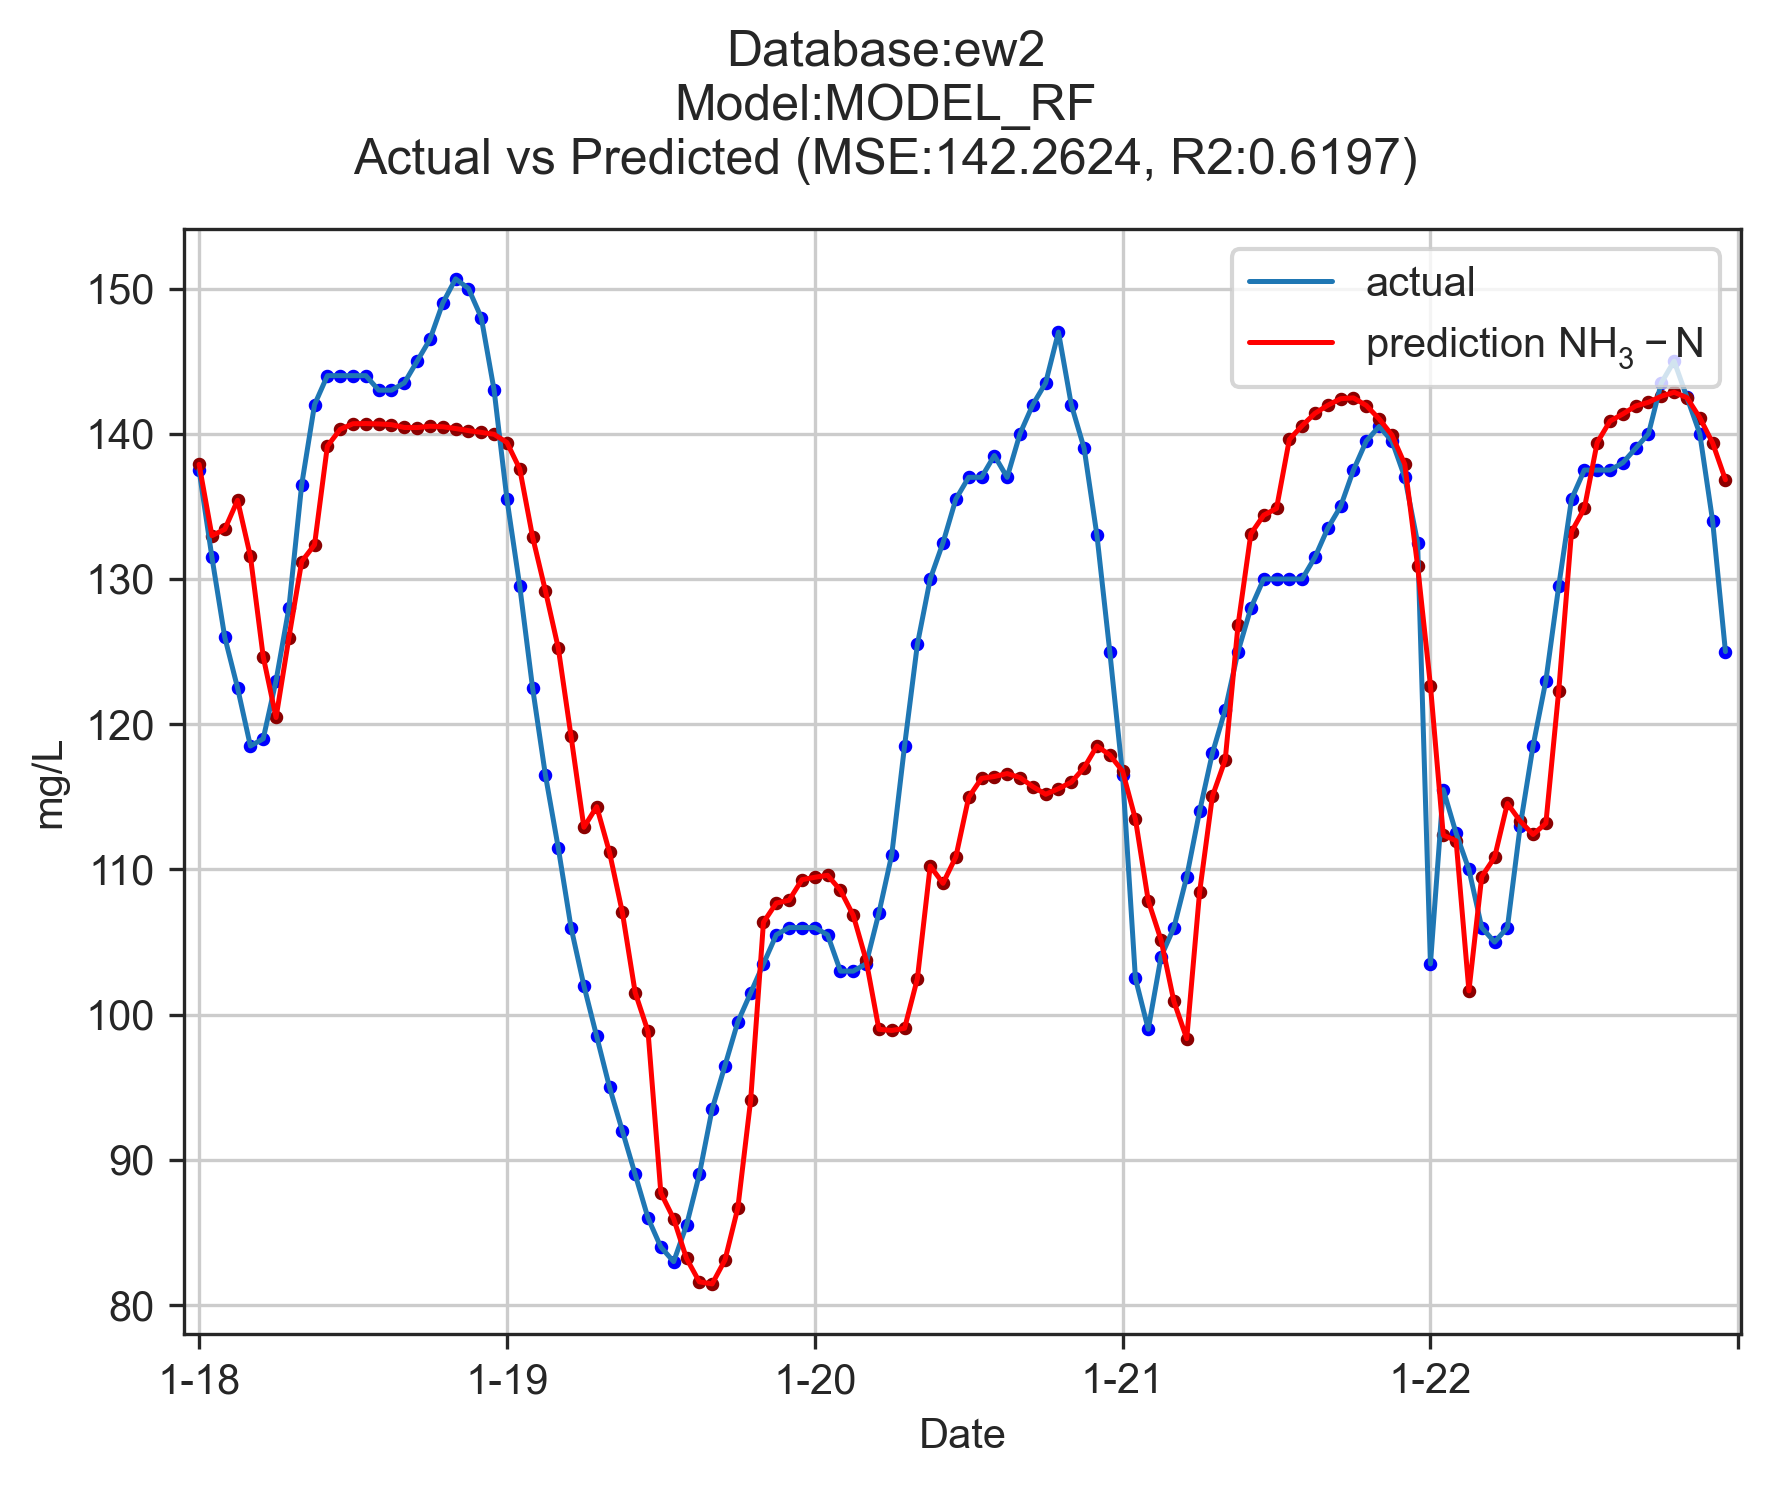 Database:ew2
Model:MODEL_RF
Actual vs Predicted (MSE:142.2624, R2:0.6197)
actual
prediction NH₃ − N
mg/L
150
140
130
120
110
100
90
80
1-18
1-19
1-20
1-21
1-22
Date